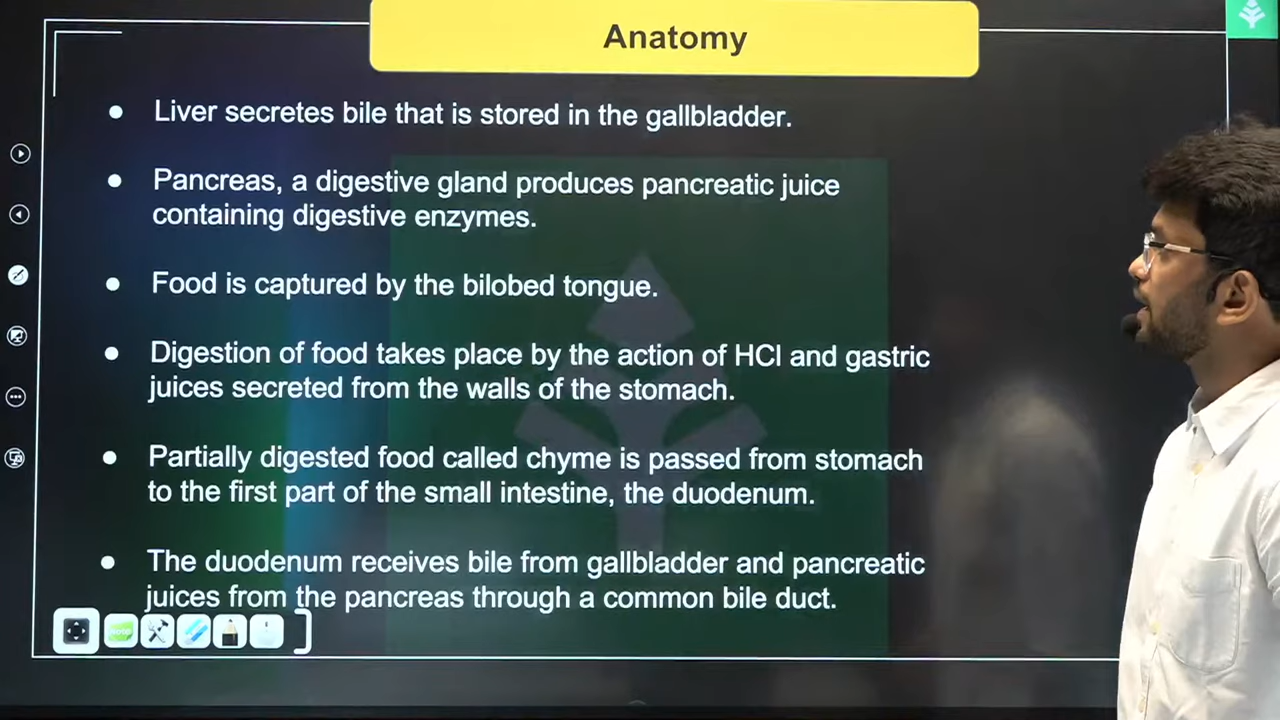 Anatomy
Liver secretes bile that is stored in the gallbladder.
Pancreas, a digestive gland produces pancreatic juice
containing digestive enzymes.
Food is captured by the bilobed tongue.
Digestion of food takes place by the action of HCl and gastric
juices secreted from the walls of the stomach.
Partially digested food called chyme is passed from stomach
to the first part of the small intestine, the duodenum.
The duodenum receives bile from gallbladder and pancreatic
juices from the pancreas through a common bile duct.